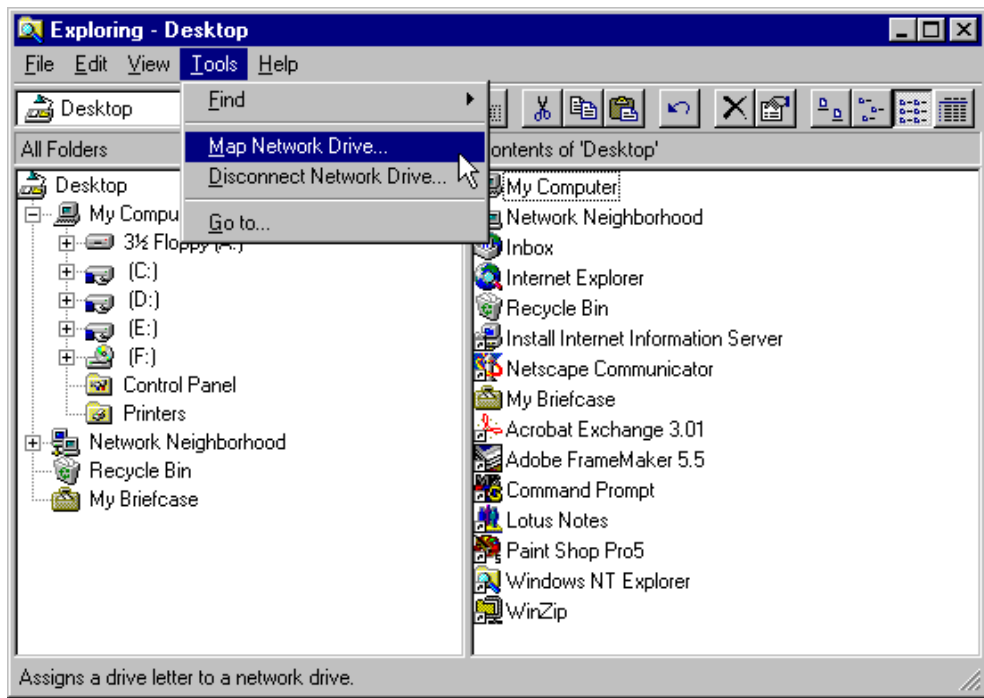 Exploring - Desktop
File Edit View Tools Help
Desktop
Find
Map Network Drive...
Disconnect Network Drive...
Go to...
All Folders
ontents of 'Desktop'
Desktop
My Compu
3½ Floppy (A:)
(C:)
(D:)
(E:)
(F:)
Control Panel
Printers
Network Neighborhood
Recycle Bin
My Briefcase
My Computer
Network Neighborhood
Inbox
Internet Explorer
Recycle Bin
Install Internet Information Server
Netscape Communicator
My Briefcase
Acrobat Exchange 3.01
Adobe FrameMaker 5.5
Command Prompt
Lotus Notes
Paint Shop Pro5
Windows NT Explorer
WinZip
Assigns a drive letter to a network drive.